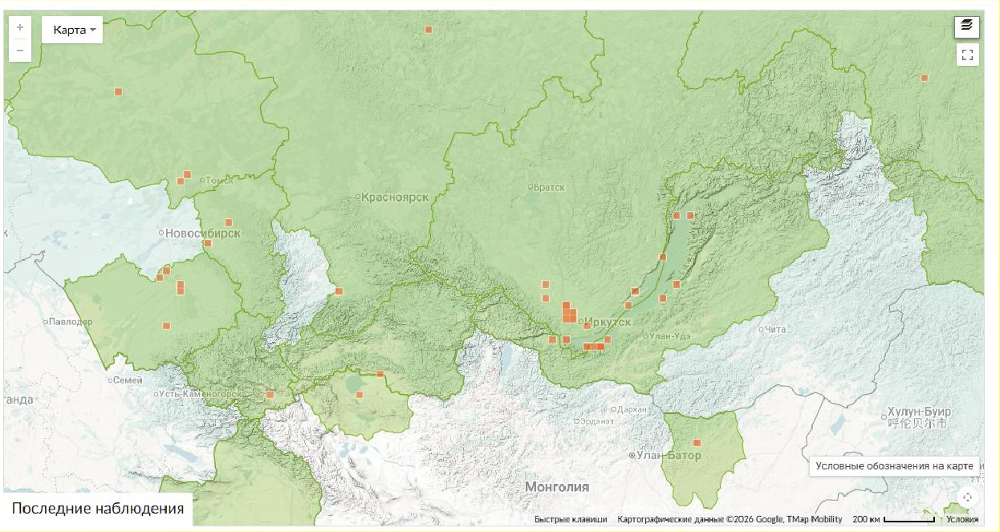 +
Карта
−
Томск
Красноярск
Братск
Новосибирск
Павлодар
Иркутск
Улан-Удэ
Чита
Семей
Усть-Каменогорск
ганда
Дархан
Эрдэнэт
Хулун-Буир
呼伦贝尔市
Улан-Батор
Условные обозначения на карте
Монголия
Последние наблюдения
Быстрые клавиши Картографические данные ©2026 Google, TMap Mobility 200 км Условия